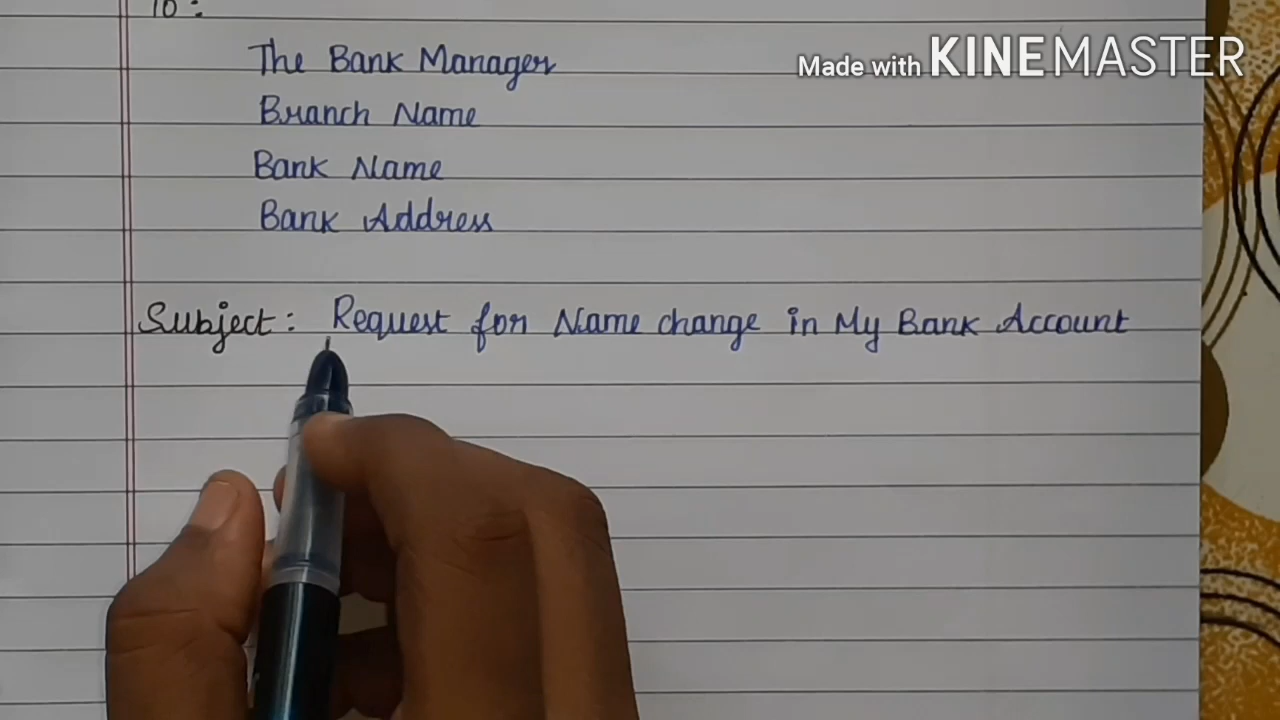 To :
Made with KINEMASTER
The Bank Manager
Branch Name
Bank Name
Bank Address
Subject : Request for Name change in My Bank Account